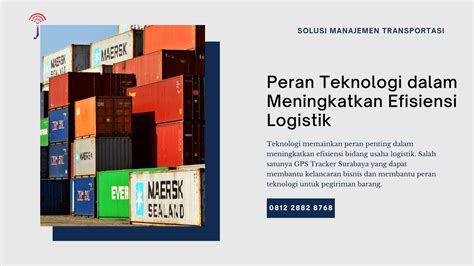 SOLUSI MANAJEMEN TRANSPORTASI
Peran Teknologi dalam
Meningkatkan Efisiensi
Logistik
Teknologi memainkan peran penting dalam
meningkatkan efisiensi bidang usaha logistik. Salah
satunya GPS Tracker Surabaya yang dapat
membantu kelancaran bisnis dan membantu peran
teknologi untuk pegiriman barang.
0812 2882 8768
MAERSK
SEALAND
MAERSK
SEALAND